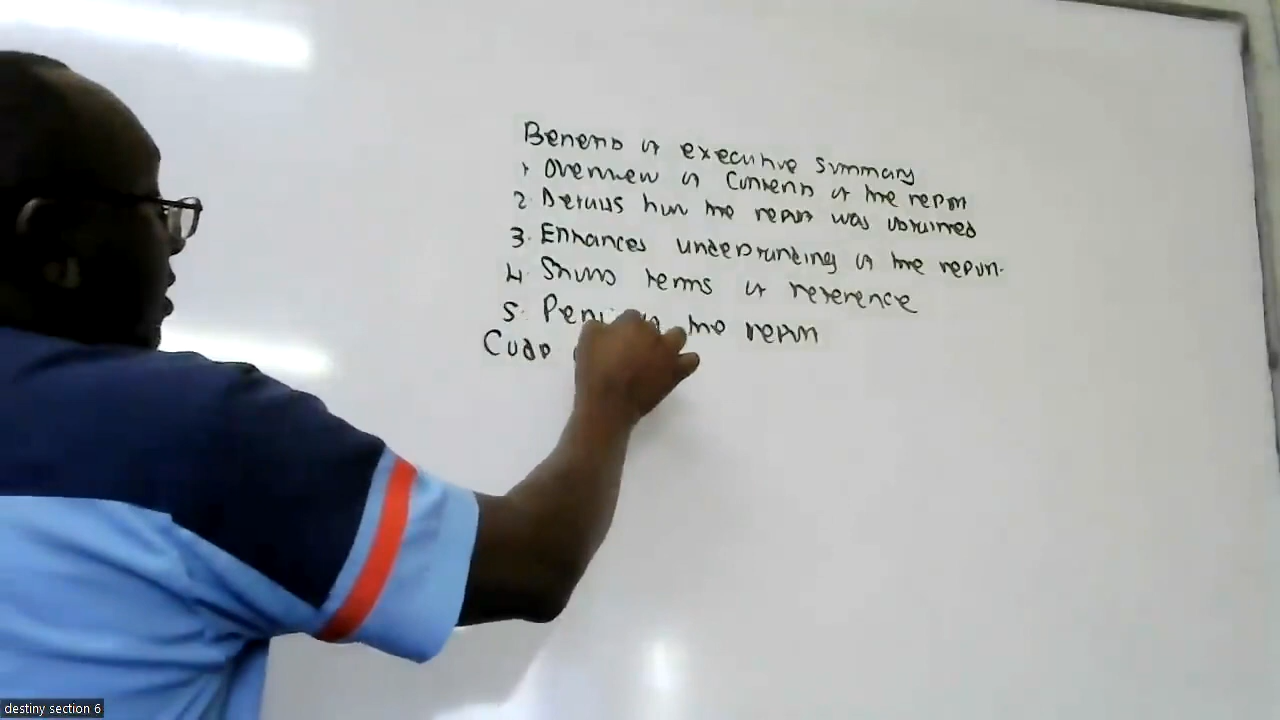 Benefits of executive summary
1 Overview of Contents of the report
2. Details how the report was obtained
3. Enhances understanding of the report.
4. Shows terms of reference
5. the report
destiny section 6